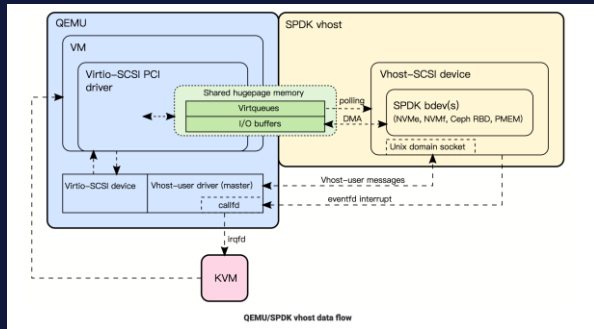 QEMU
SPDK vhost
VM
Virtio-SCSI PCI
driver
Shared hugepage memory
Virtqueues
I/O buffers
polling
DMA
Vhost-SCSI device
SPDK bdev(s)
(NVMe, NVMf, Ceph RBD, PMEM)
Unix domain socket
Virtio-SCSI device
Vhost-user driver (master)
callfd
Vhost-user messages
eventfd interrupt
irqfd
KVM
QEMU/SPDK vhost data flow